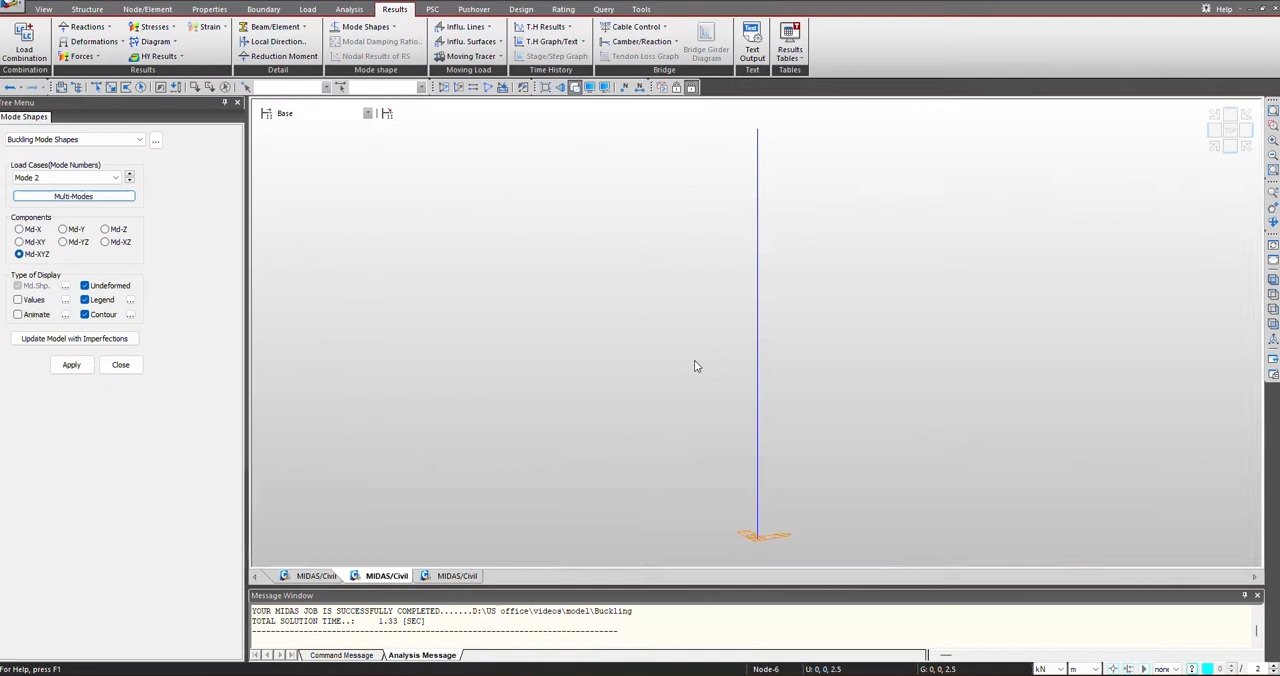 View Structure Node/Element Properties Boundary Load Analysis Results PSC Pushover Design Rating Query Tools Help
Load Combination
Combination
Reactions Stresses Strain
Deformations Diagram
Forces HY Results
Results
Beam/Element
Local Direction..
Reduction Moment
Detail
Mode Shapes
Modal Damping Ratio..
Nodal Results of RS
Mode shape
Influ. Lines
Influ. Surfaces
Moving Tracer
Moving Load
T.H Results
T.H Graph/Text
Stage/Step Graph
Time History
Cable Control
Camber/Reaction
Tendon Loss Graph
Bridge Girder Diagram
Bridge
Text Output
Text
Results Tables
Tables
Tree Menu
Mode Shapes
Base
TOP
Buckling Mode Shapes
...
Load Cases(Mode Numbers)
Mode 2
Multi-Modes
Components
Md-X Md-Y Md-Z
Md-XY Md-YZ Md-XZ
Md-XYZ
Type of Display
Md.Shp. ... Undeformed
Values ... Legend ...
Animate ... Contour ...
Update Model with Imperfections
Apply Close
MIDAS/Civil MIDAS/Civil MIDAS/Civil
Message Window
YOUR MIDAS JOB IS SUCCESSFULLY COMPLETED.......D:\US office\videos\model\Buckling
TOTAL SOLUTION TIME..: 1.33 [SEC]
Command Message Analysis Message
For Help, press F1
Node-6 U: 0, 0, 2.5 G: 0, 0, 2.5 kN m none 0 / 2